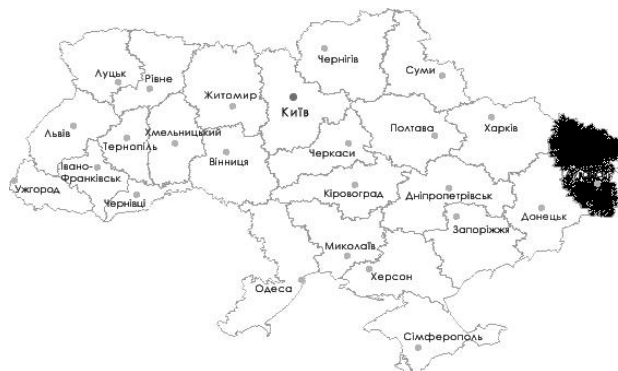 Чернігів
Луцьк
Рівне
Суми
Житомир
Київ
Львів
Тернопіль
Хмельницький
Вінниця
Черкаси
Полтава
Харків
Івано-
Франківськ
Ужгород
Чернівці
Кіровоград
Дніпропетрівськ
Донецьк
Запоріжжя
Миколаїв
Херсон
Одеса
Сімферополь